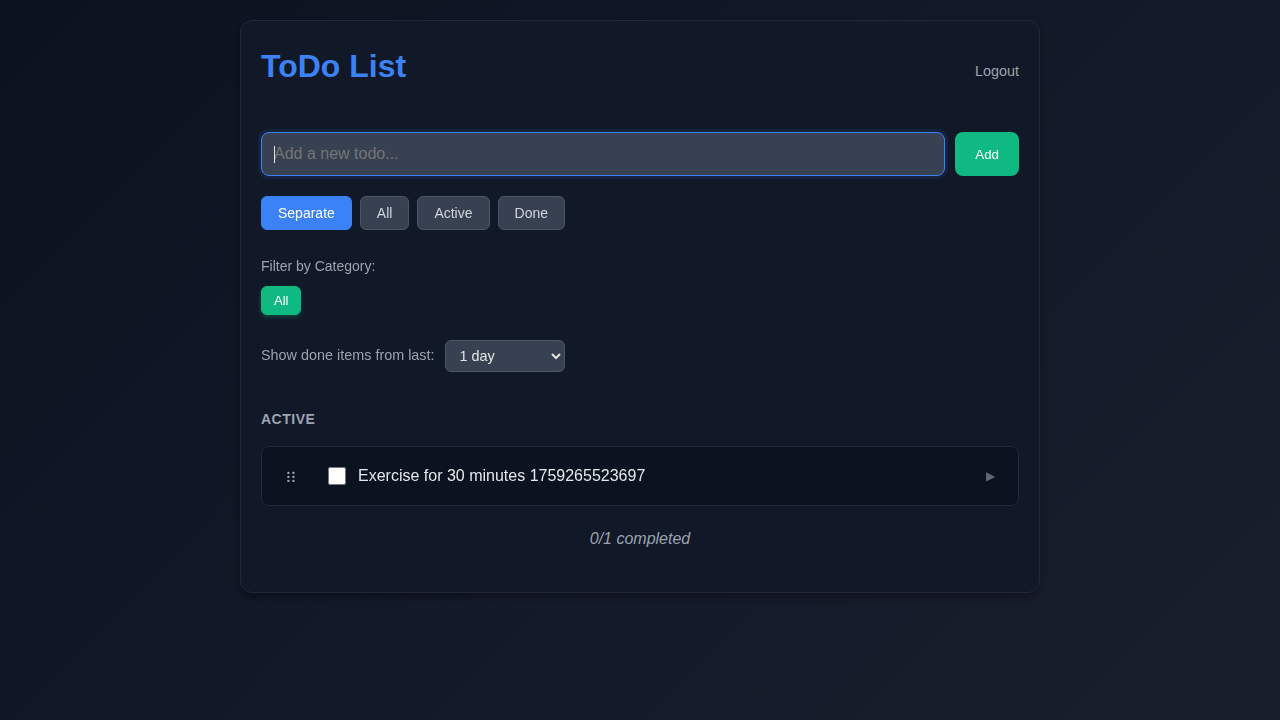 ToDo List
Logout
Add a new todo...
Add
Separate
All
Active
Done
Filter by Category:
All
Show done items from last:
1 day
ACTIVE
Exercise for 30 minutes 1759265523697
0/1 completed